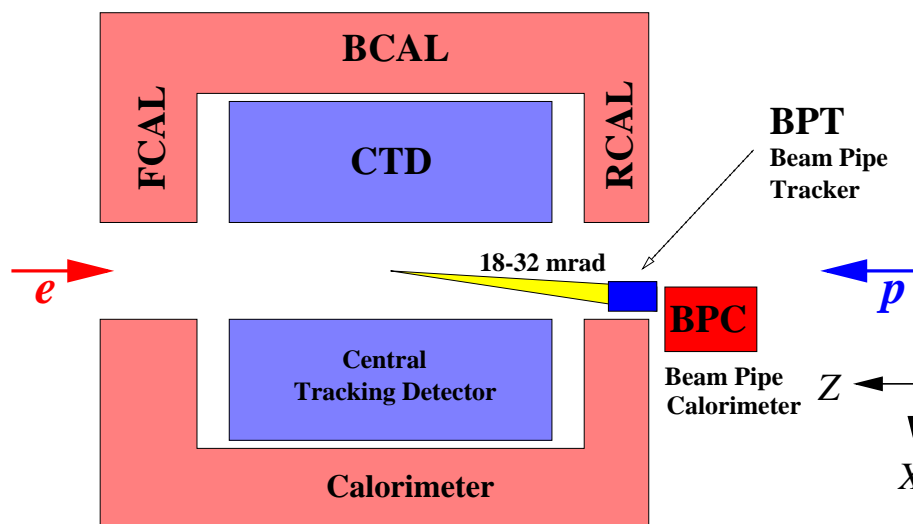 BCAL
FCAL
RCAL
CTD
BPT
Beam Pipe
Tracker
18-32 mrad
e
p
BPC
Central
Tracking Detector
Beam Pipe
Calorimeter
Z
X
Calorimeter